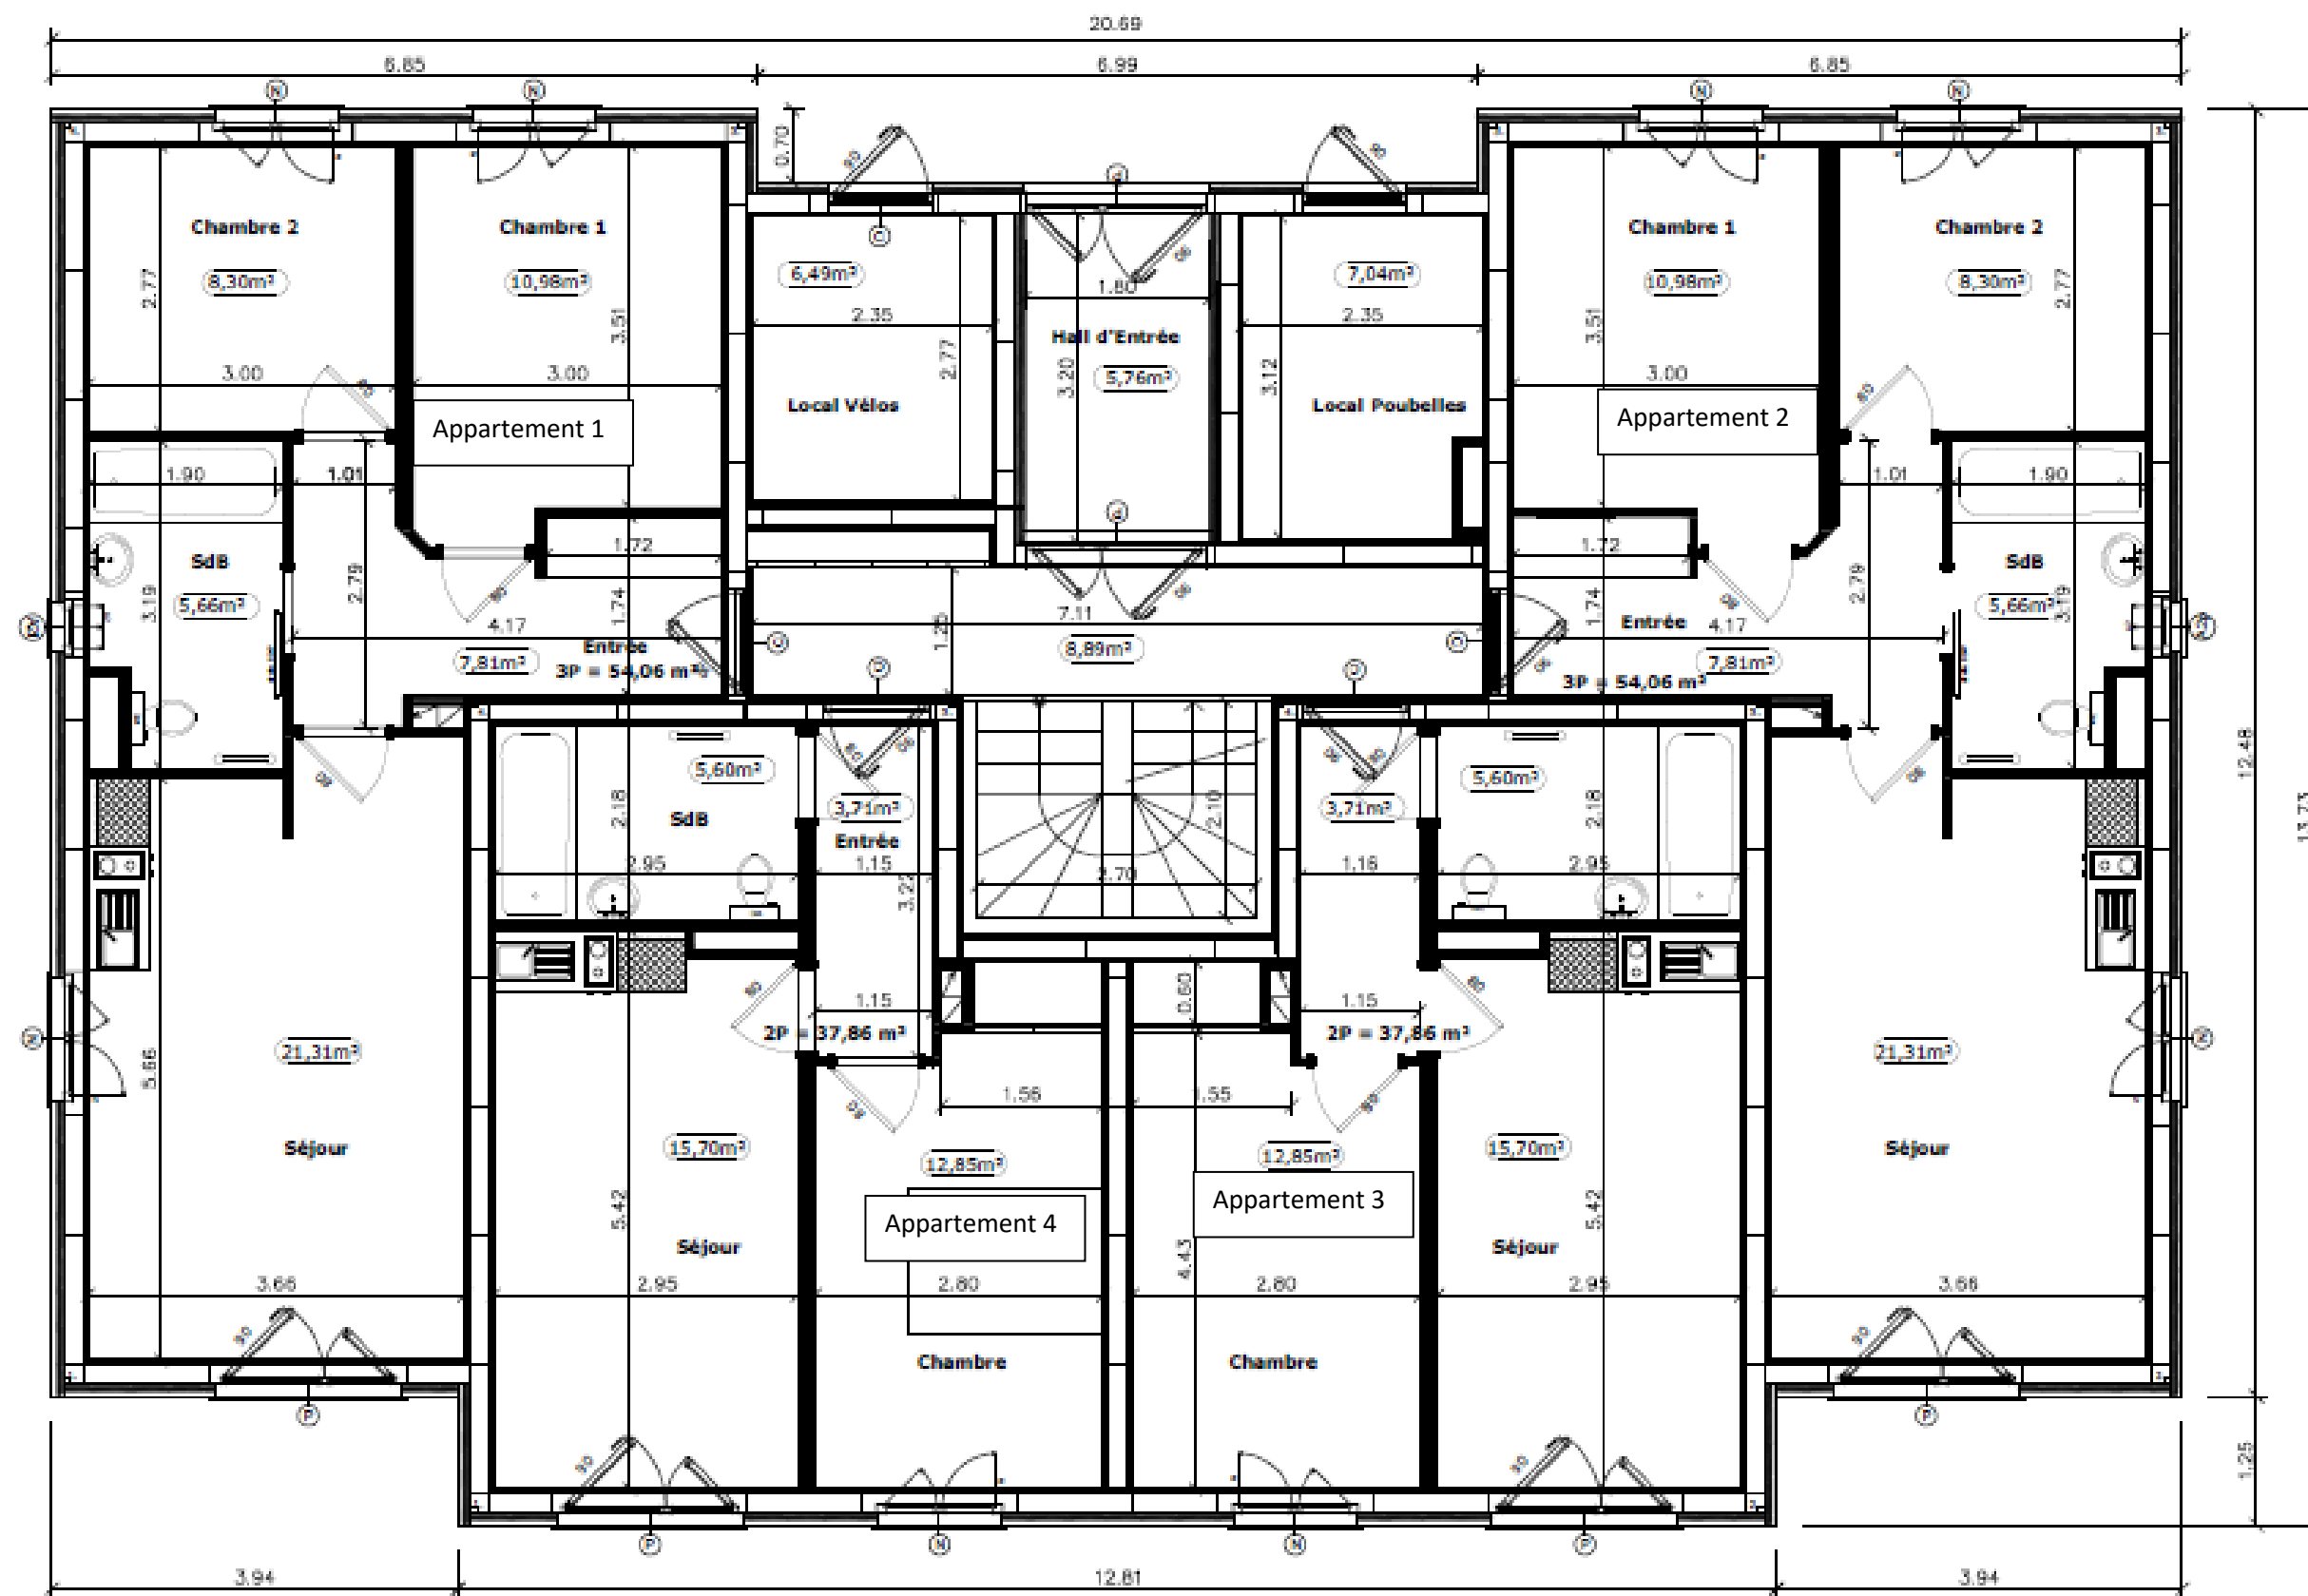 20.69
6.85
6.99
6.85
N
N
N
N
0.70
Chambre 2
8,30m²
2.77
3.00
Chambre 1
10,98m²
3.51
3.00
Appartement 1
6,49m²
2.35
2.77
Local Vélos
1.80
Hall d'Entrée
3.20
5,76m²
7,04m²
2.35
3.12
Local Poubelles
Chambre 1
10,98m²
3.51
3.00
Appartement 2
Chambre 2
8,30m²
2.77
1.90
1.01
1.01
1.90
SdB
5,66m²
3.19
2.79
1.72
1.74
4.17
7,81m²
Entrée
3P = 54,06 m²
7.11
8,89m²
1.72
1.74
Entrée
4.17
7,81m²
3P = 54,06 m²
2.79
SdB
5,66m²
3.19
12.48
13.73
5,60m²
2.18
SdB
2.95
3,71m²
Entrée
1.15
2.10
2.70
3,71m²
1.16
5,60m²
2.18
2.95
1.15
2P = 37,86 m²
0.60
1.15
2P = 37,86 m²
N
N
21,31m²
5.66
Séjour
3.66
15,70m²
5.42
Séjour
2.95
1.56
12,85m²
Appartement 4
2.80
Chambre
1.55
12,85m²
Appartement 3
4.43
2.80
Chambre
15,70m²
5.42
Séjour
2.95
21,31m²
Séjour
3.66
P
P
1.25
P
N
N
P
3.94
12.81
3.94